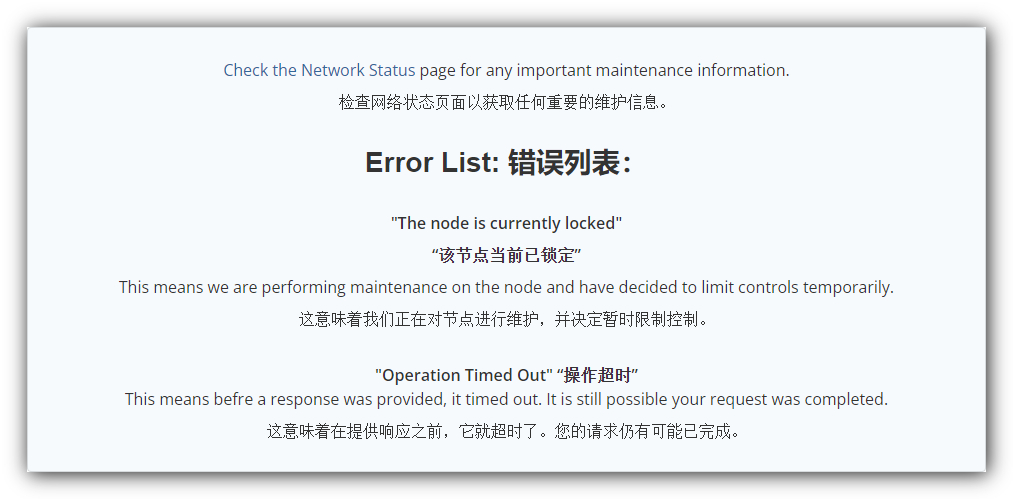 Check the Network Status page for any important maintenance information.
检查网络状态页面以获取任何重要的维护信息。
Error List: 错误列表：
"The node is currently locked"
“该节点当前已锁定”
This means we are performing maintenance on the node and have decided to limit controls temporarily.
这意味着我们正在对节点进行维护，并决定暂时限制控制。
"Operation Timed Out" “操作超时”
This means befre a response was provided, it timed out. It is still possible your request was completed.
这意味着在提供响应之前，它就超时了。您的请求仍有可能已完成。